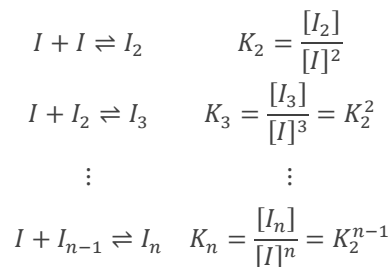 I + I ⇌ I₂    K₂ = [I₂] / [I]²
I + I₂ ⇌ I₃    K₃ = [I₃] / [I]³ = K₂²
⋮    ⋮
I + Iₙ₋₁ ⇌ Iₙ    Kₙ = [Iₙ] / [I]ⁿ = K₂ⁿ⁻¹